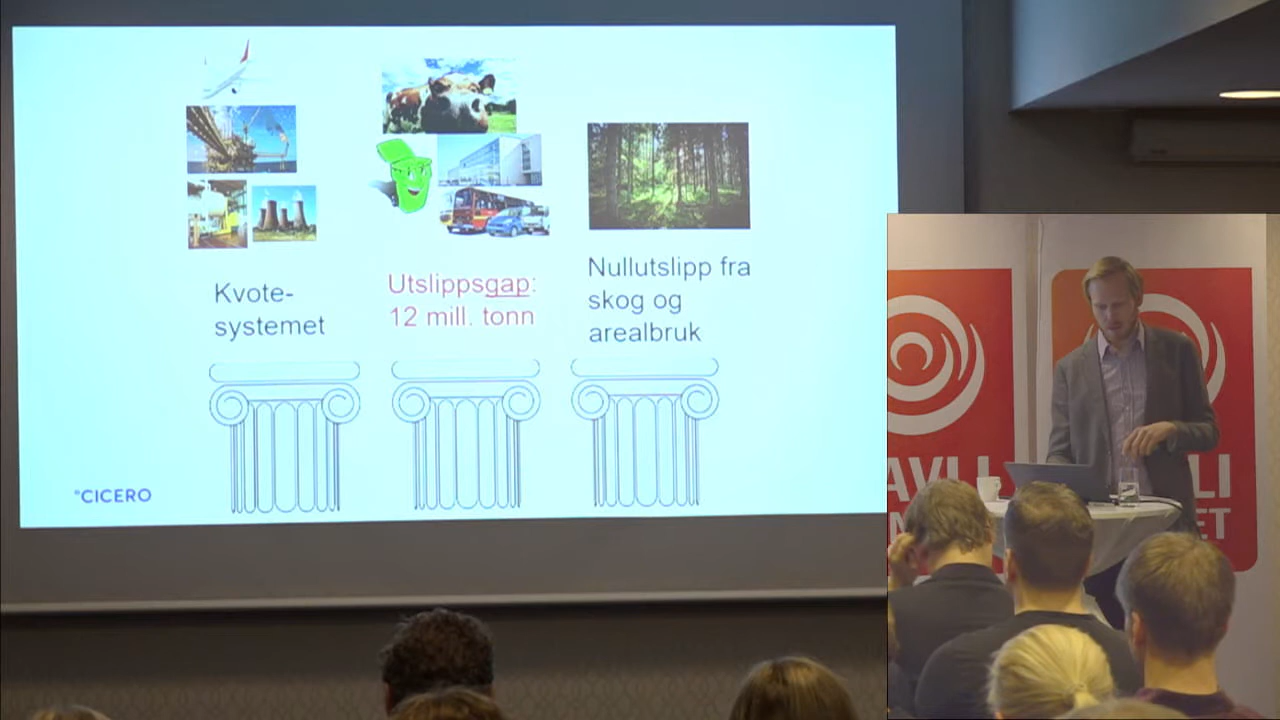 Kvote-
systemet
Utslippsgap:
12 mill. tonn
Nullutslipp fra
skog og
arealbruk
°CICERO